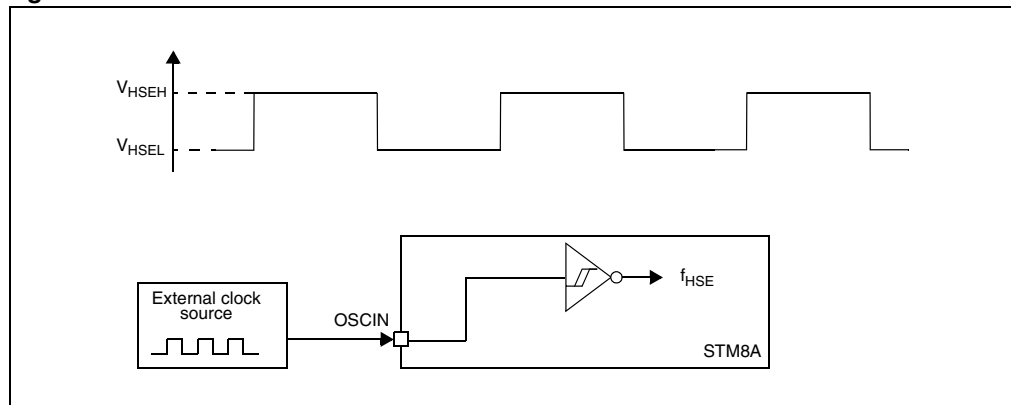 V_HSEH
V_HSEL
External clock
source
OSCIN
f_HSE
STM8A